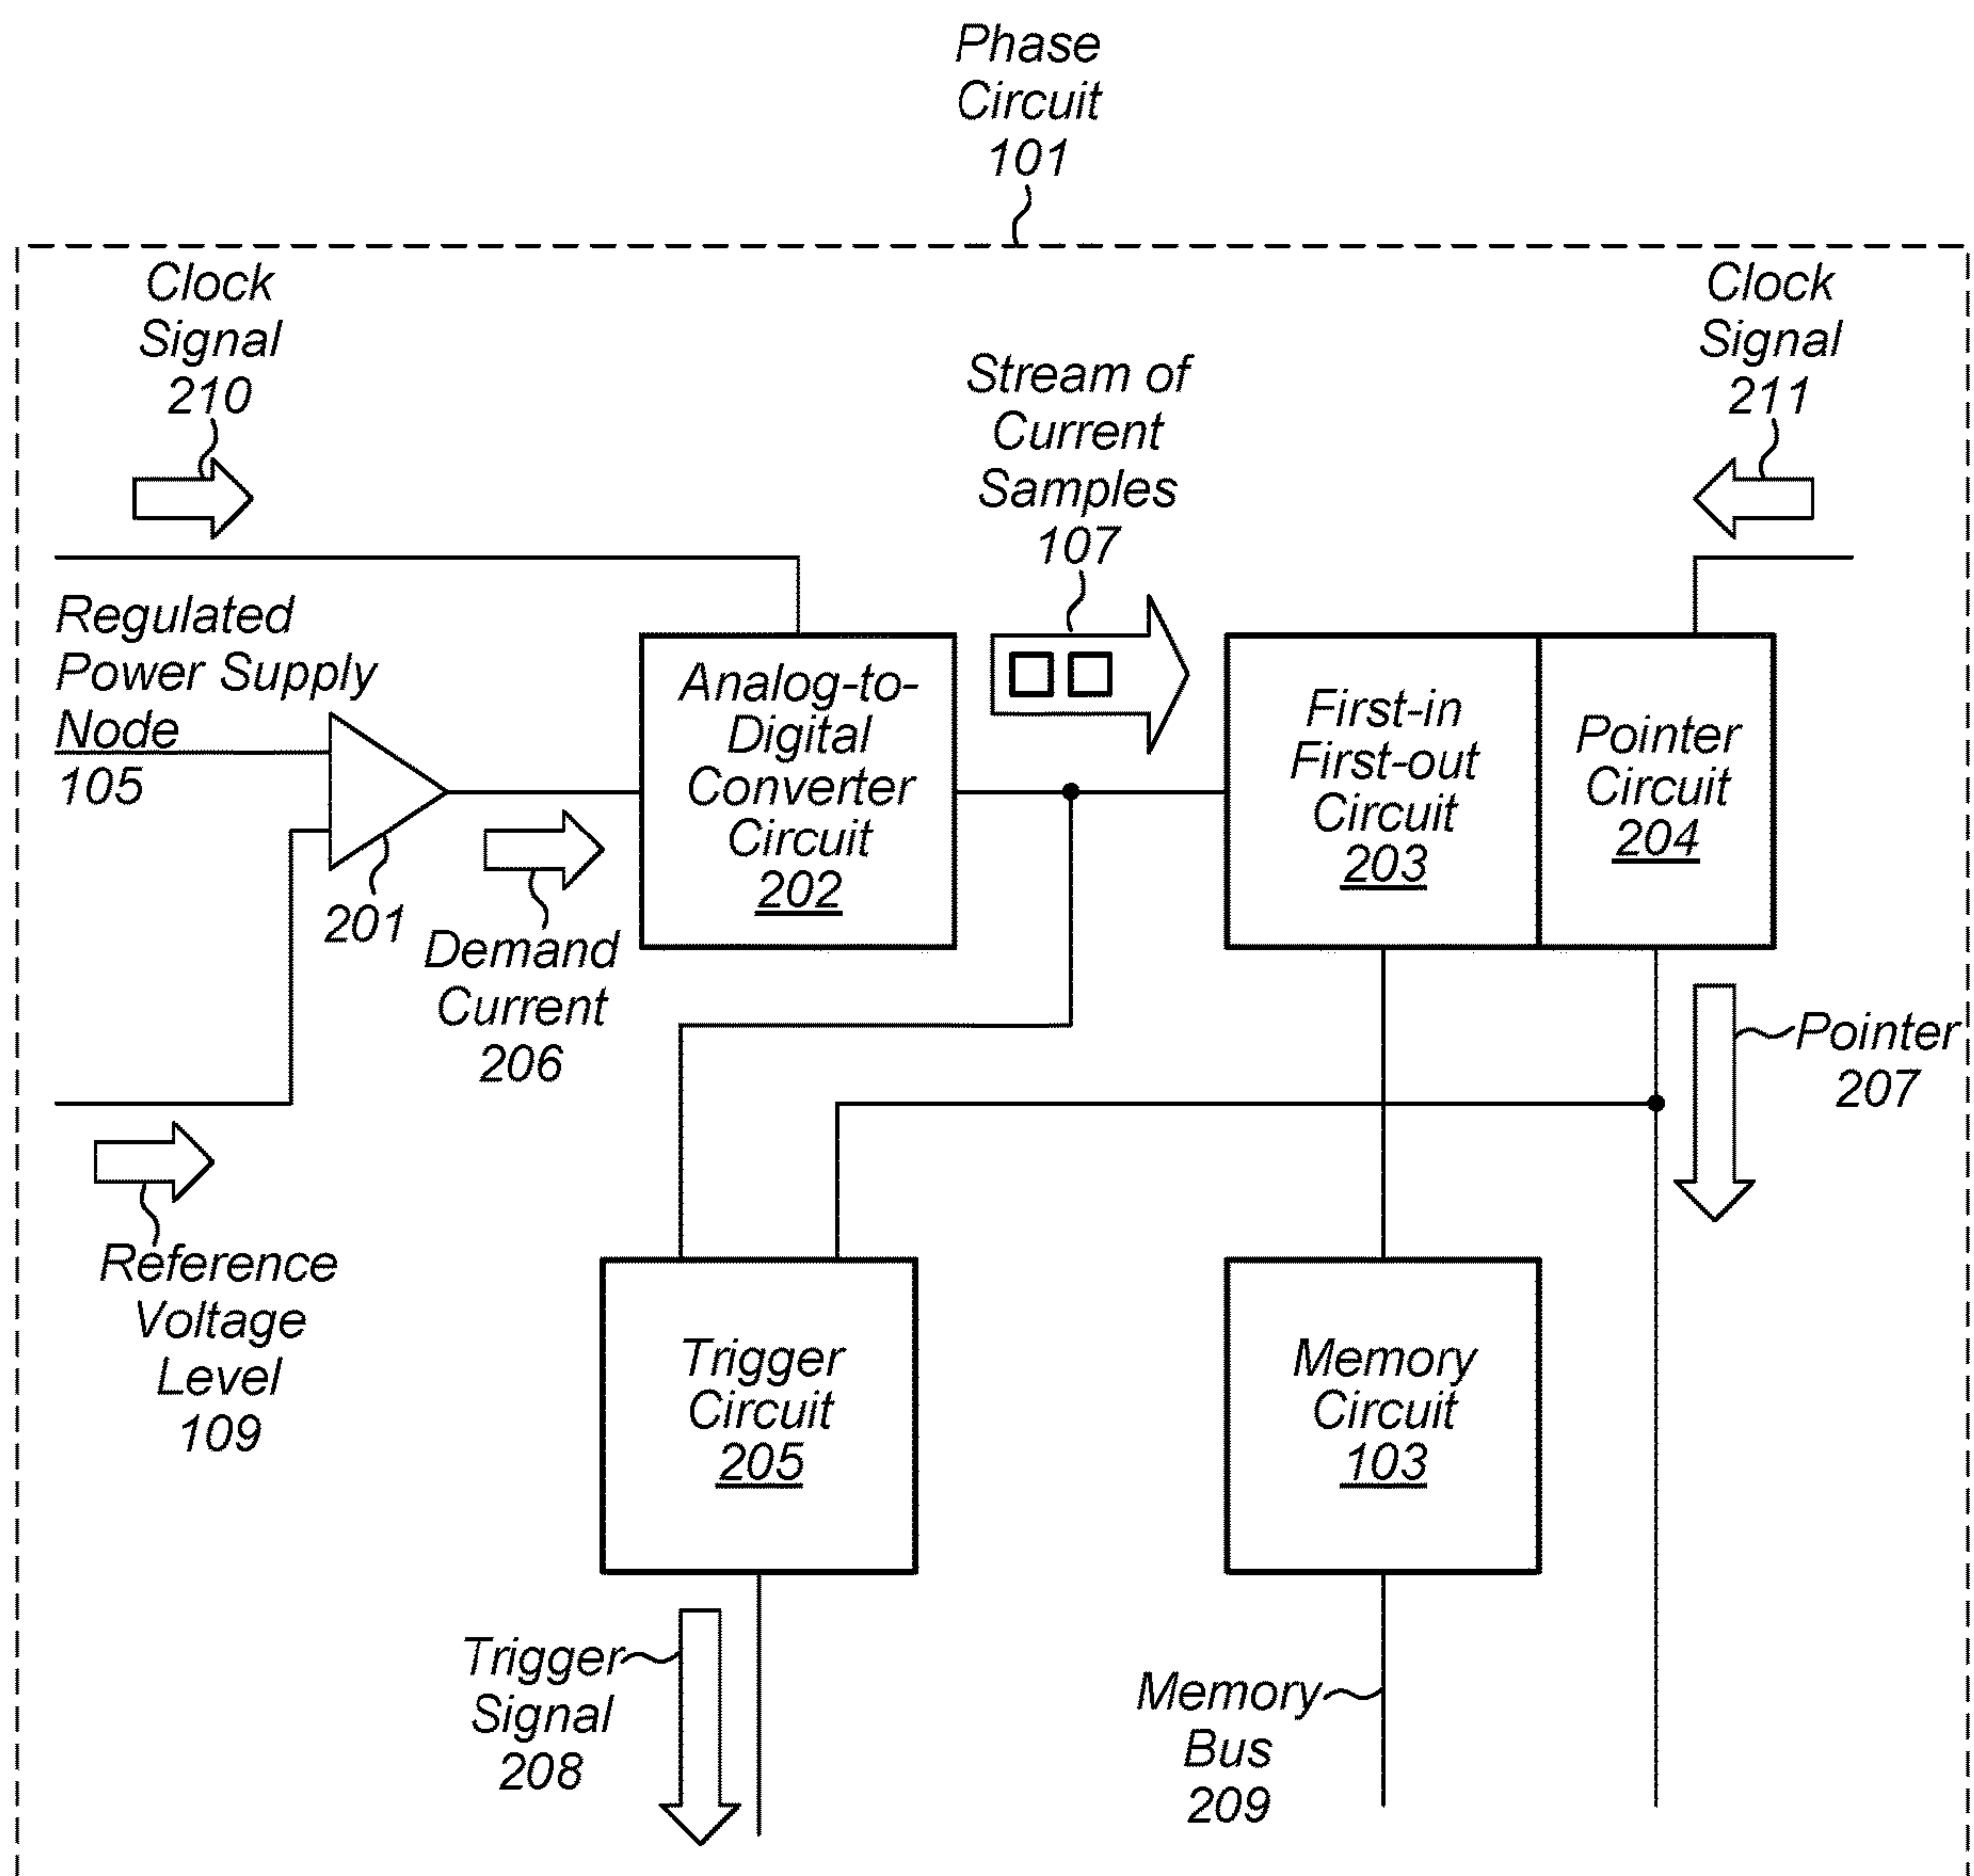 Phase
Circuit
101
Clock
Signal
210
Clock
Signal
211
Stream of
Current
Samples
107
Regulated
Power Supply
Node
105
201
Demand
Current
206
Analog-to-
Digital
Converter
Circuit
202
First-in
First-out
Circuit
203
Pointer
Circuit
204
Pointer
207
Reference
Voltage
Level
109
Trigger
Circuit
205
Memory
Circuit
103
Trigger
Signal
208
Memory
Bus
209